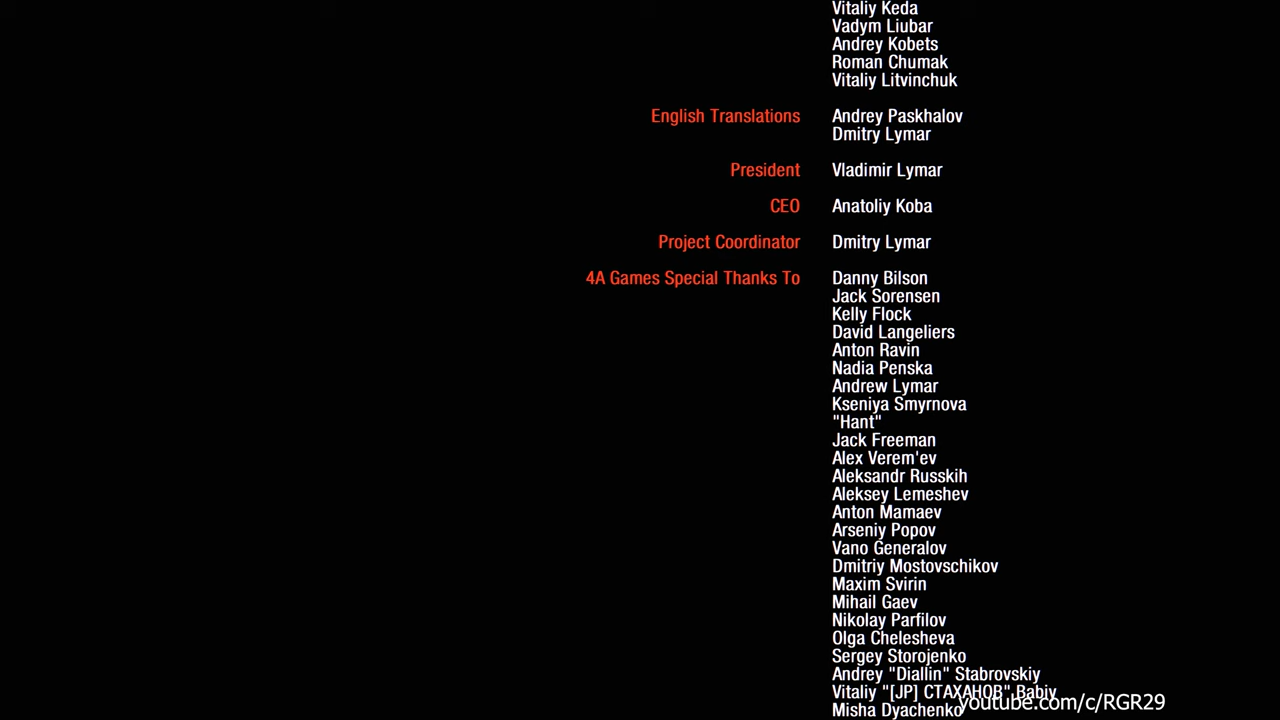 Vitaliy Keda
Vadym Liubar
Andrey Kobets
Roman Chumak
Vitaliy Litvinchuk
English Translations Andrey Paskhalov
Dmitry Lymar
President Vladimir Lymar
CEO Anatoliy Koba
Project Coordinator Dmitry Lymar
4A Games Special Thanks To Danny Bilson
Jack Sorensen
Kelly Flock
David Langeliers
Anton Ravin
Nadia Penska
Andrew Lymar
Kseniya Smyrnova
"Hant"
Jack Freeman
Alex Verem'ev
Aleksandr Russkih
Aleksey Lemeshev
Anton Mamaev
Arseniy Popov
Vano Generalov
Dmitriy Mostovschikov
Maxim Svirin
Mihail Gaev
Nikolay Parfilov
Olga Chelesheva
Sergey Storojenko
Andrey "Diallin" Stabrovskiy
Vitaliy "[JP] СТАХАНОВ" Babiy
Misha Dyachenko
youtube.com/c/RGR29